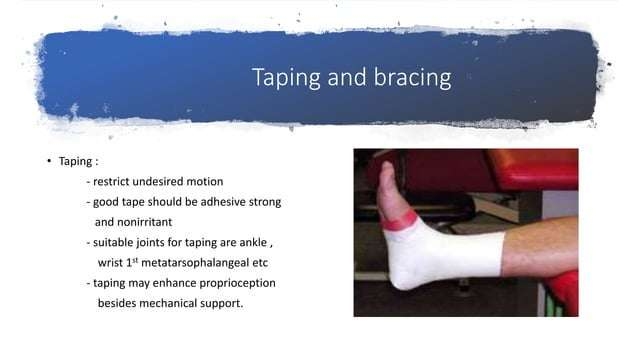 Taping and bracing
• Taping :
- restrict undesired motion
- good tape should be adhesive strong
and nonirritant
- suitable joints for taping are ankle ,
wrist 1st metatarsophalangeal etc
- taping may enhance proprioception
besides mechanical support.